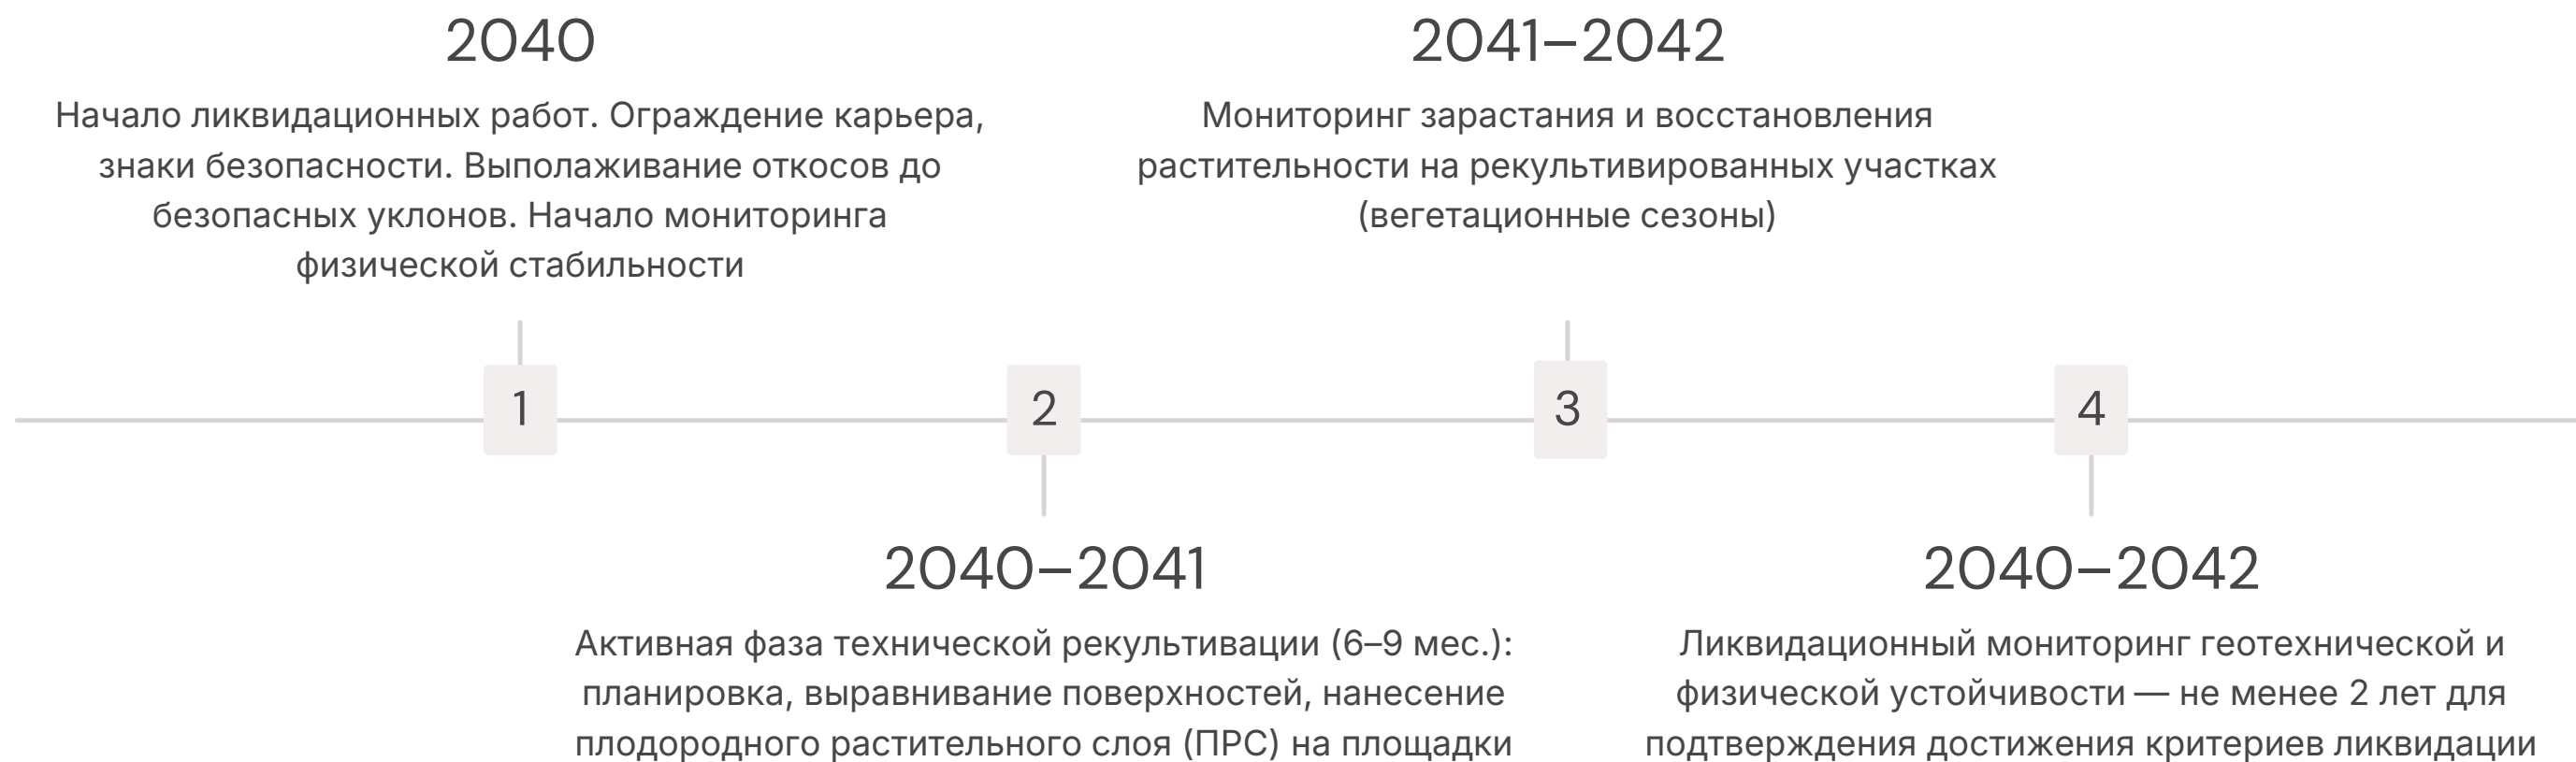 2040
Начало ликвидационных работ. Ограждение карьера,
знаки безопасности. Выполаживание откосов до
безопасных уклонов. Начало мониторинга
физической стабильности
2041–2042
Мониторинг зарастания и восстановления
растительности на рекультивированных участках
(вегетационные сезоны)
1
2
3
4
2040–2041
Активная фаза технической рекультивации (6–9 мес.):
планировка, выравнивание поверхностей, нанесение
плодородного растительного слоя (ПРС) на площадки
2040–2042
Ликвидационный мониторинг геотехнической и
физической устойчивости — не менее 2 лет для
подтверждения достижения критериев ликвидации